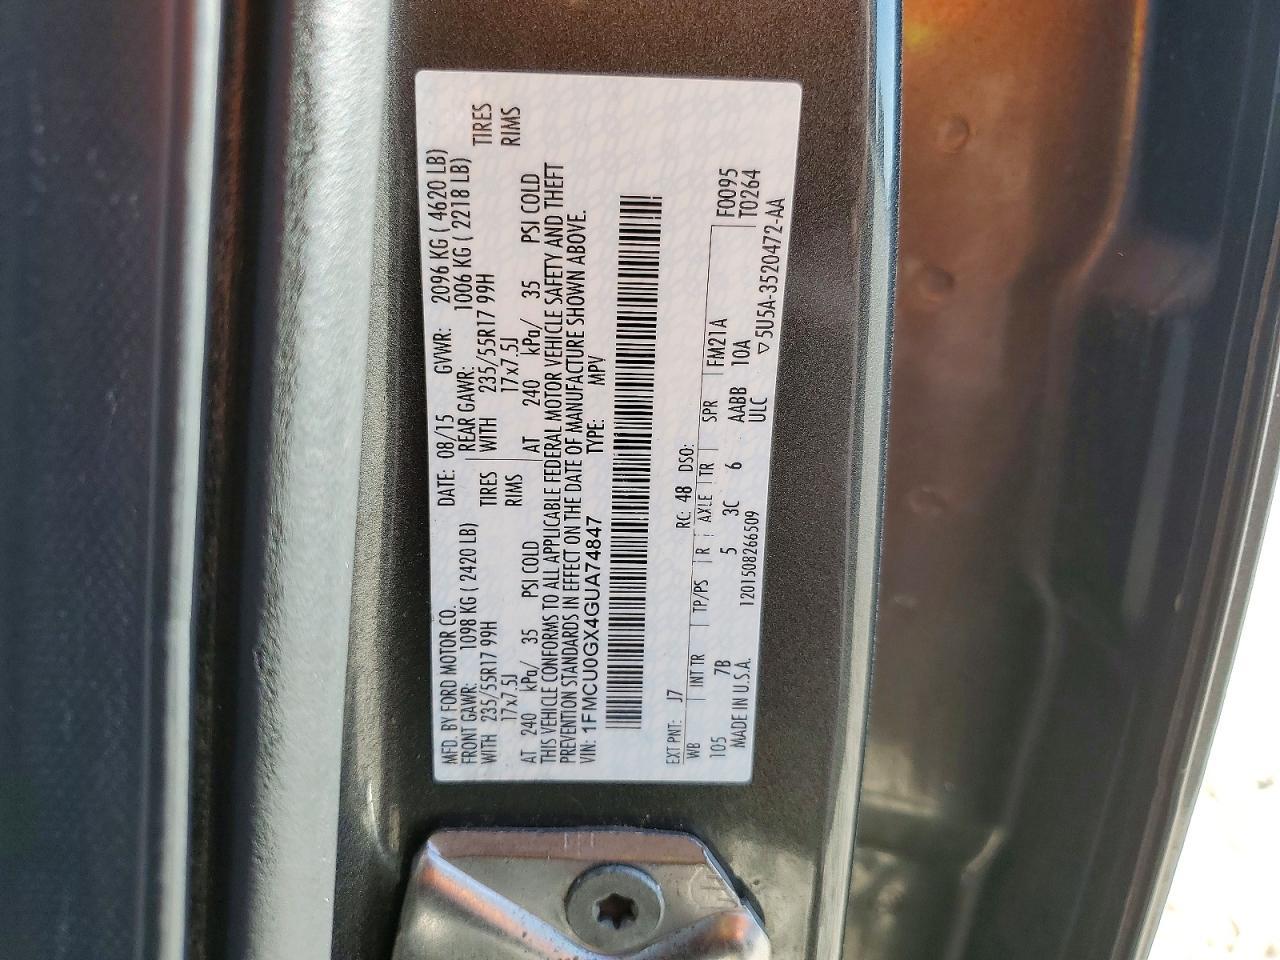 MFD. BY FORD MOTOR CO.
DATE: 08/15 GVWR: 2096 KG ( 4620 LB)
FRONT GAWR: 1098 KG ( 2420 LB) REAR GAWR: 1006 KG ( 2218 LB)
WITH 235/55R17 99H TIRES WITH 235/55R17 99H TIRES
17x7.5J RIMS 17x7.5J RIMS
AT 240 kPa/ 35 PSI COLD AT 240 kPa/ 35 PSI COLD
THIS VEHICLE CONFORMS TO ALL APPLICABLE FEDERAL MOTOR VEHICLE SAFETY AND THEFT
PREVENTION STANDARDS IN EFFECT ON THE DATE OF MANUFACTURE SHOWN ABOVE.
VIN: 1FMCU0GX4GUA74847 TYPE: MPV
EXT PNT: J7 RC: 48 DSO:
WB INT TR TP/PS R AXLE TR SPR FM21A F0095
105 7B 5 3C 6 AABB 10A T0264
MADE IN U.S.A. 1201508266509 ULC ▽5U5A-3520472-AA